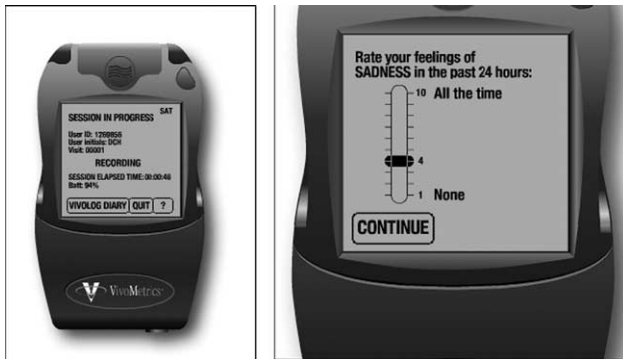 SESSION IN PROGRESS
SAT
User ID: 1269856
User initials: DCH
Visit: 00001
RECORDING
SESSION ELAPSED TIME: 00:00:46
Batt: 94%
VIVOLOG DIARY QUIT ?
VivoMetrics
Rate your feelings of
SADNESS in the past 24 hours:
10 All the time
4
1 None
CONTINUE